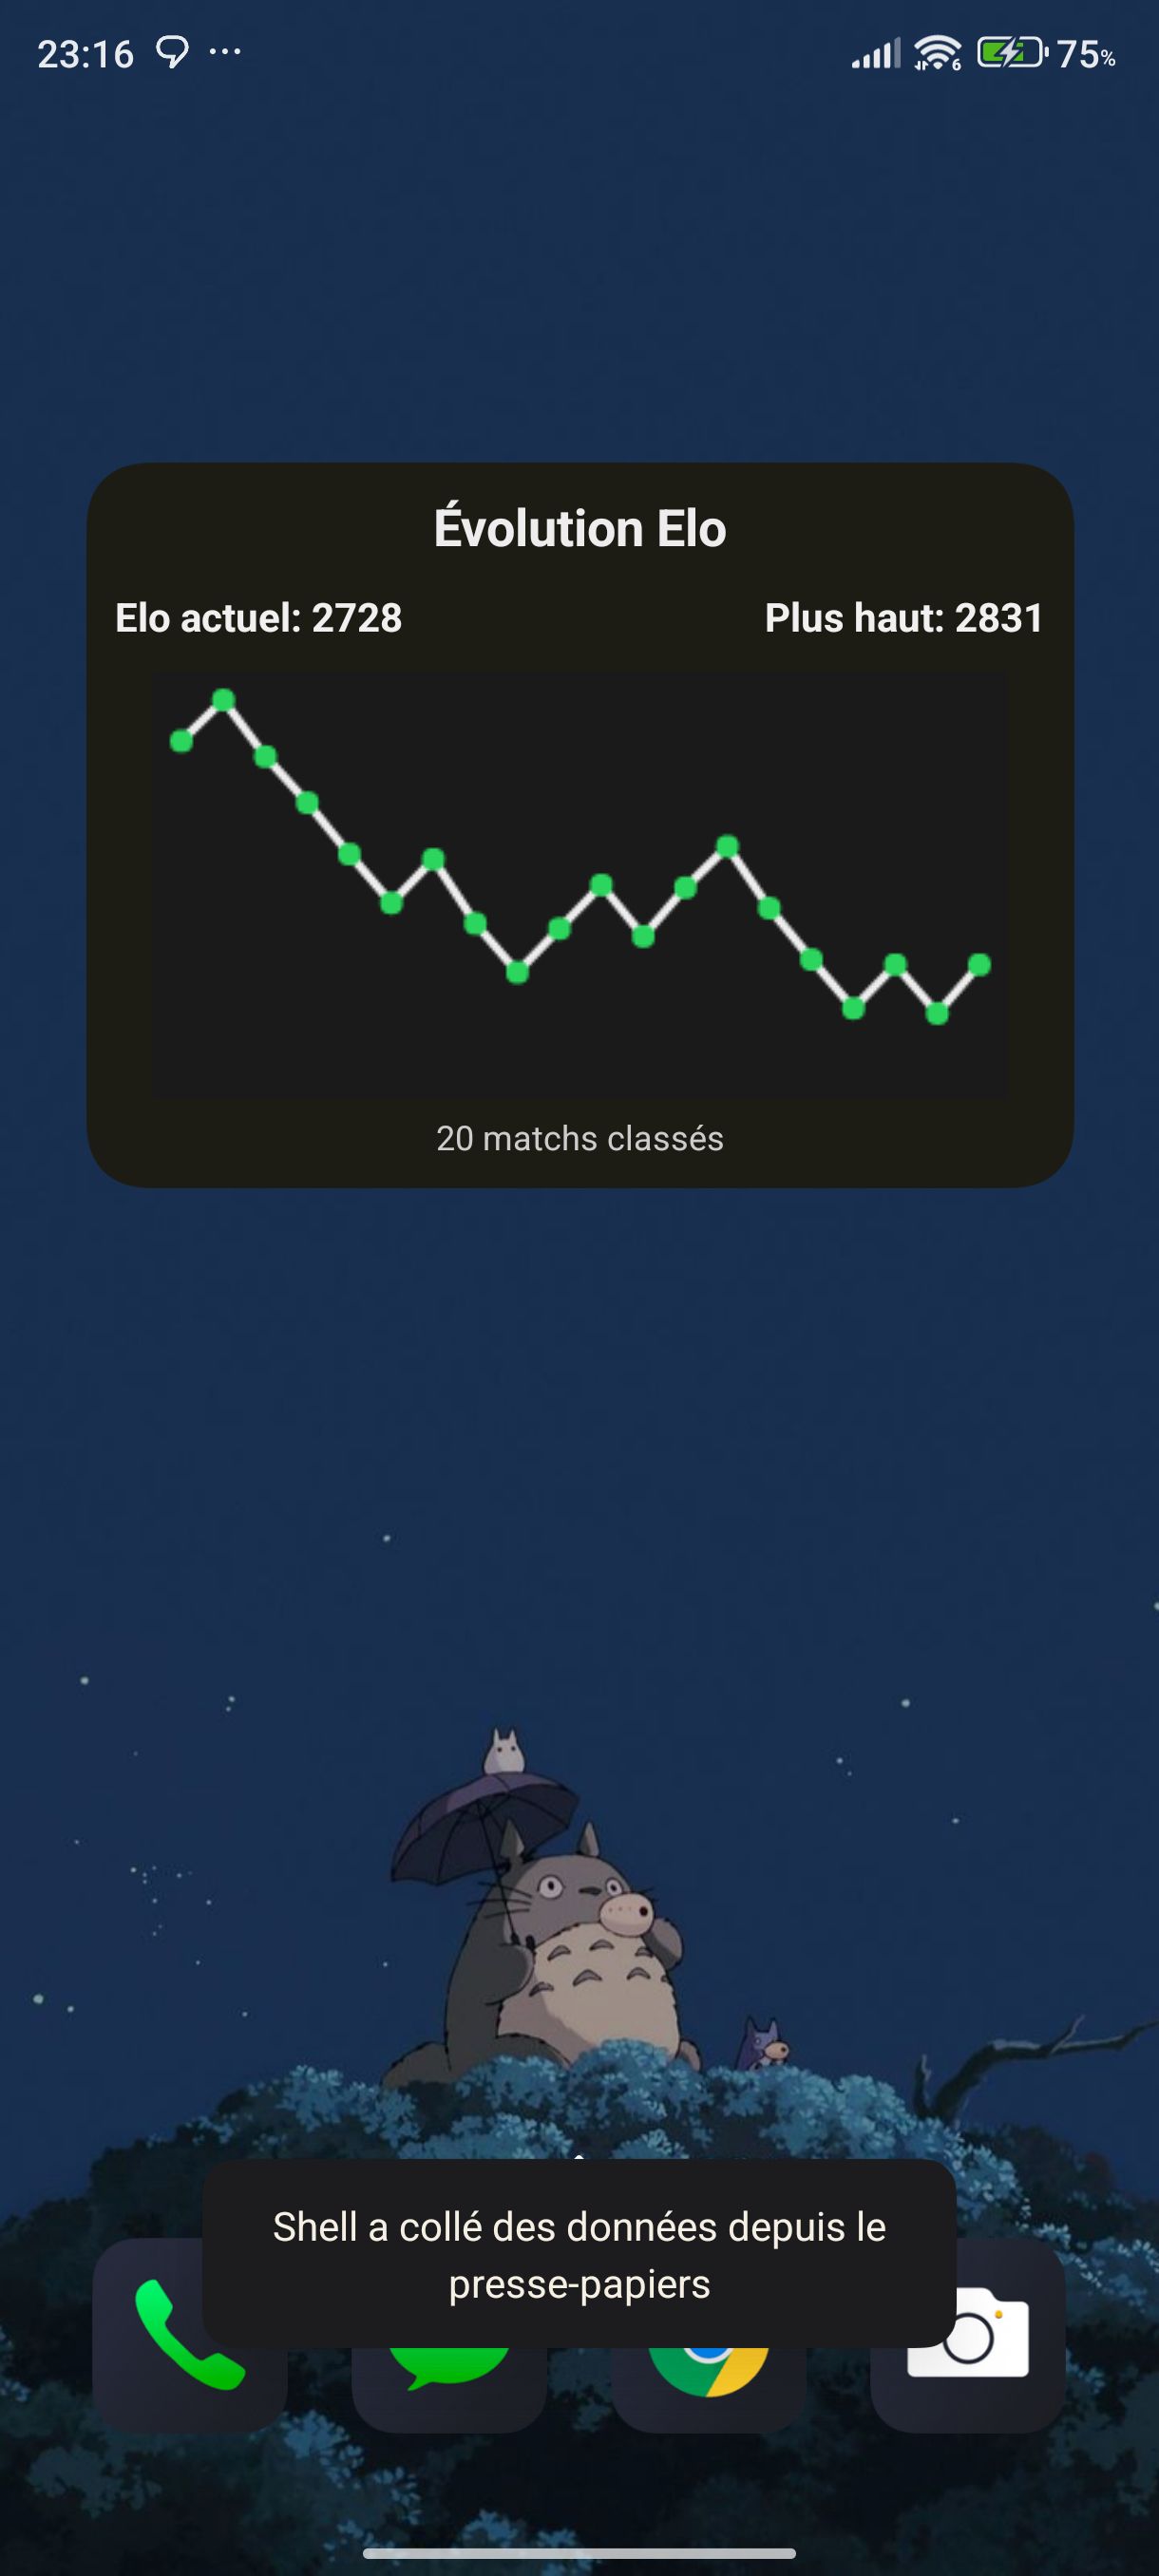 23:16 ... 6 75%
Évolution Elo
Elo actuel: 2728 Plus haut: 2831
20 matchs classés
Shell a collé des données depuis le
presse-papiers